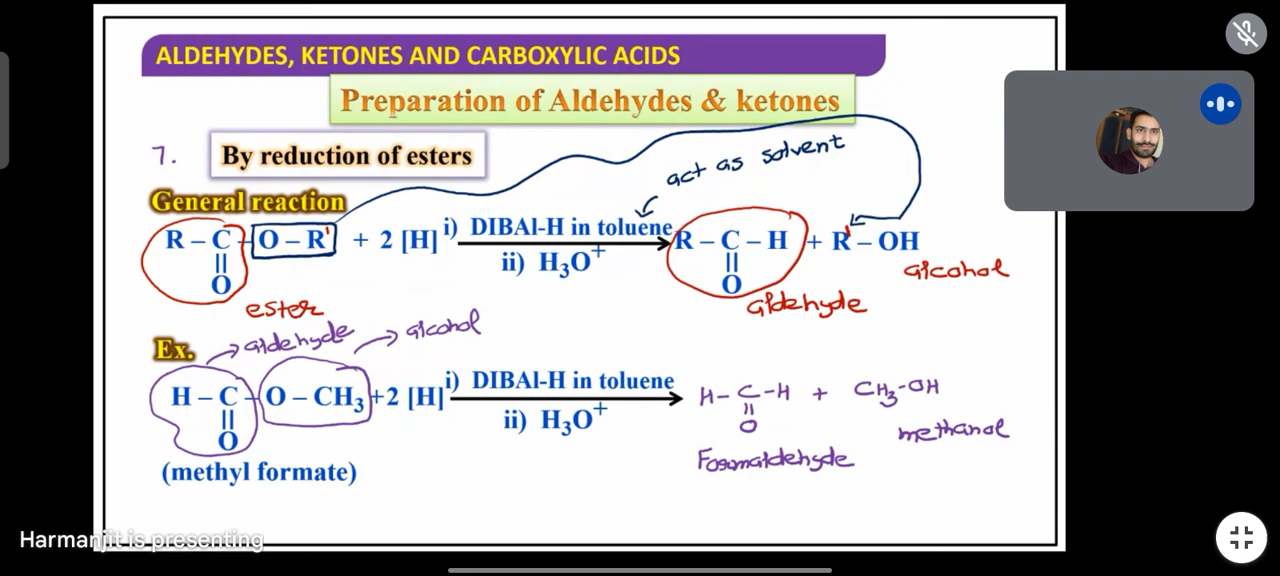 ALDEHYDES, KETONES AND CARBOXYLIC ACIDS
Preparation of Aldehydes & ketones
7. By reduction of esters
act as solvent
General reaction
R – C – O – R' + 2 [H] i) DIBAl-H in toluene R – C – H + R' – OH
|| ii) H₃O⁺ ||
O O
ester aldehyde alcohol
Ex. aldehyde alcohol
H – C – O – CH₃ +2 [H] i) DIBAl-H in toluene H – C – H + CH₃-OH
|| ii) H₃O⁺ ||
O O
methanol
(methyl formate) Formaldehyde
Harmanjit is presenting